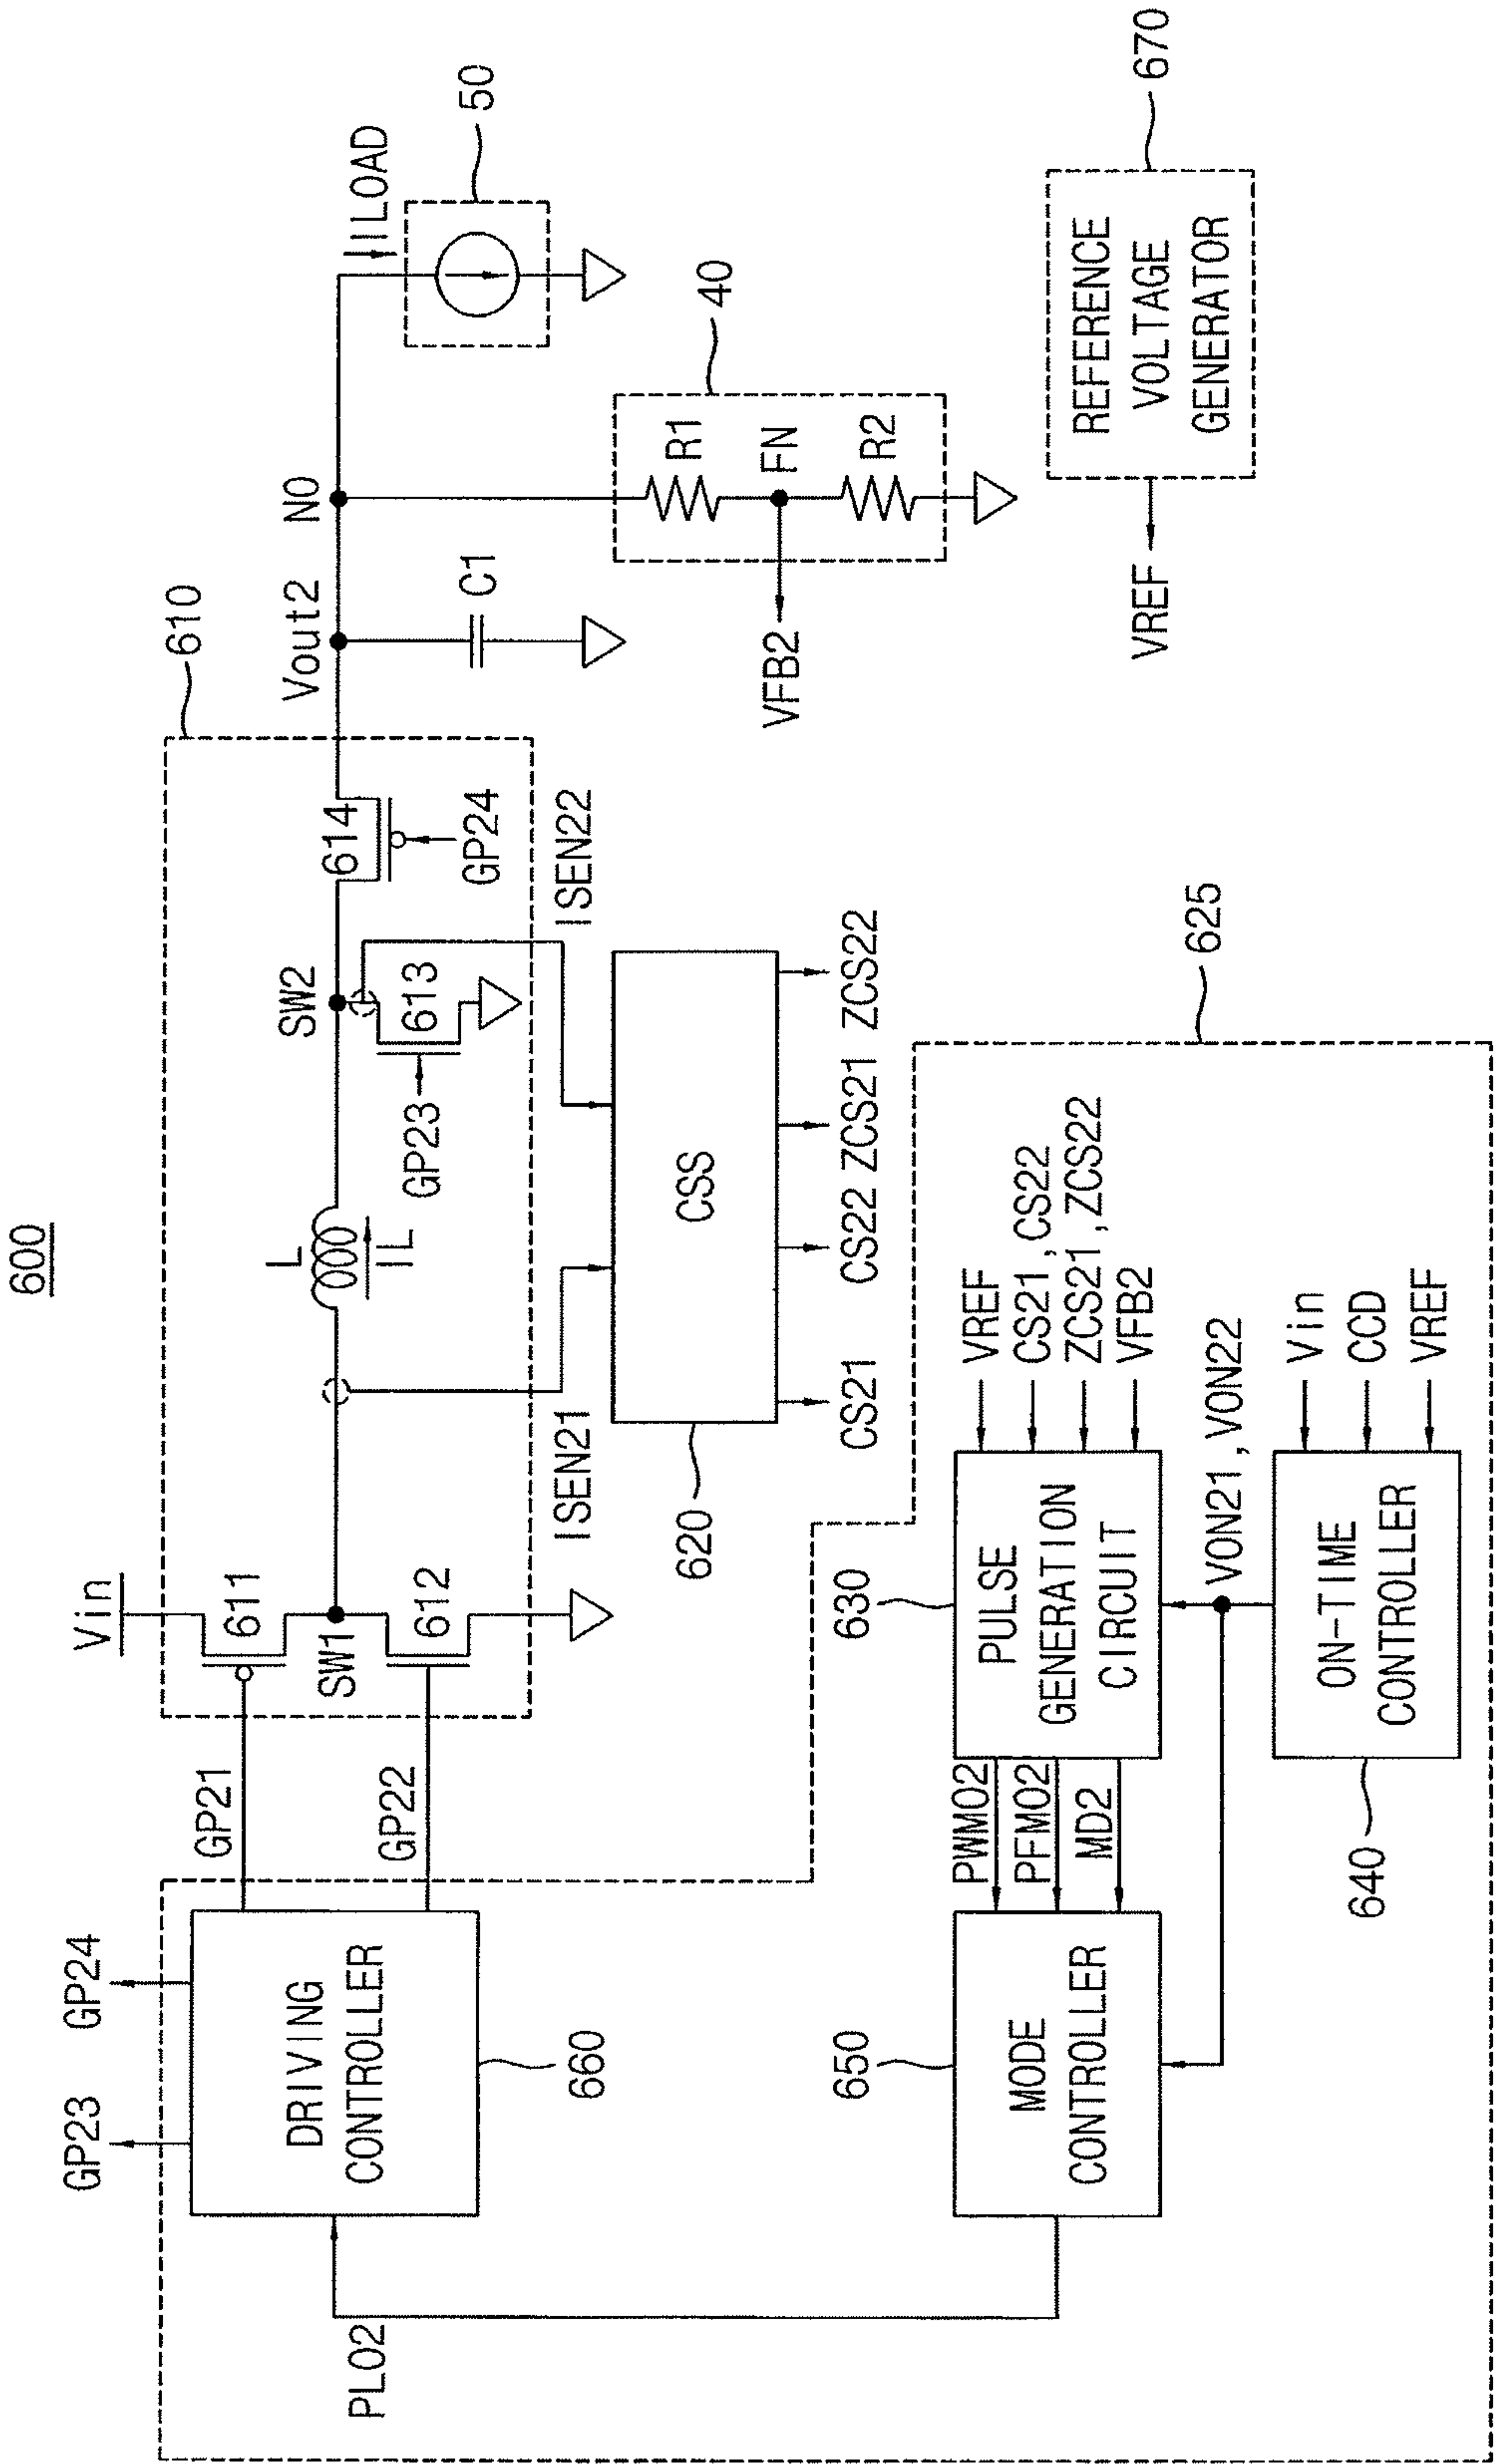 600
GP23
GP24
DRIVING
CONTROLLER
660
PLO2
GP21
GP22
Vin
611
SW1
612
L
IL
SW2
613
GP23
614
GP24
610
Vout2
NO
C1
ILOAD
50
40
R1
FN
R2
VFB2
ISEN21
ISEN22
620
CSS
CS21
CS22
ZCS21
ZCS22
REFERENCE
VOLTAGE
GENERATOR
670
VREF
625
650
MODE
CONTROLLER
PWMO2
PFMO2
MD2
630
PULSE
GENERATION
CIRCUIT
VREF
CS21,CS22
ZCS21,ZCS22
VFB2
VON21,VON22
640
ON-TIME
CONTROLLER
Vin
CCD
VREF